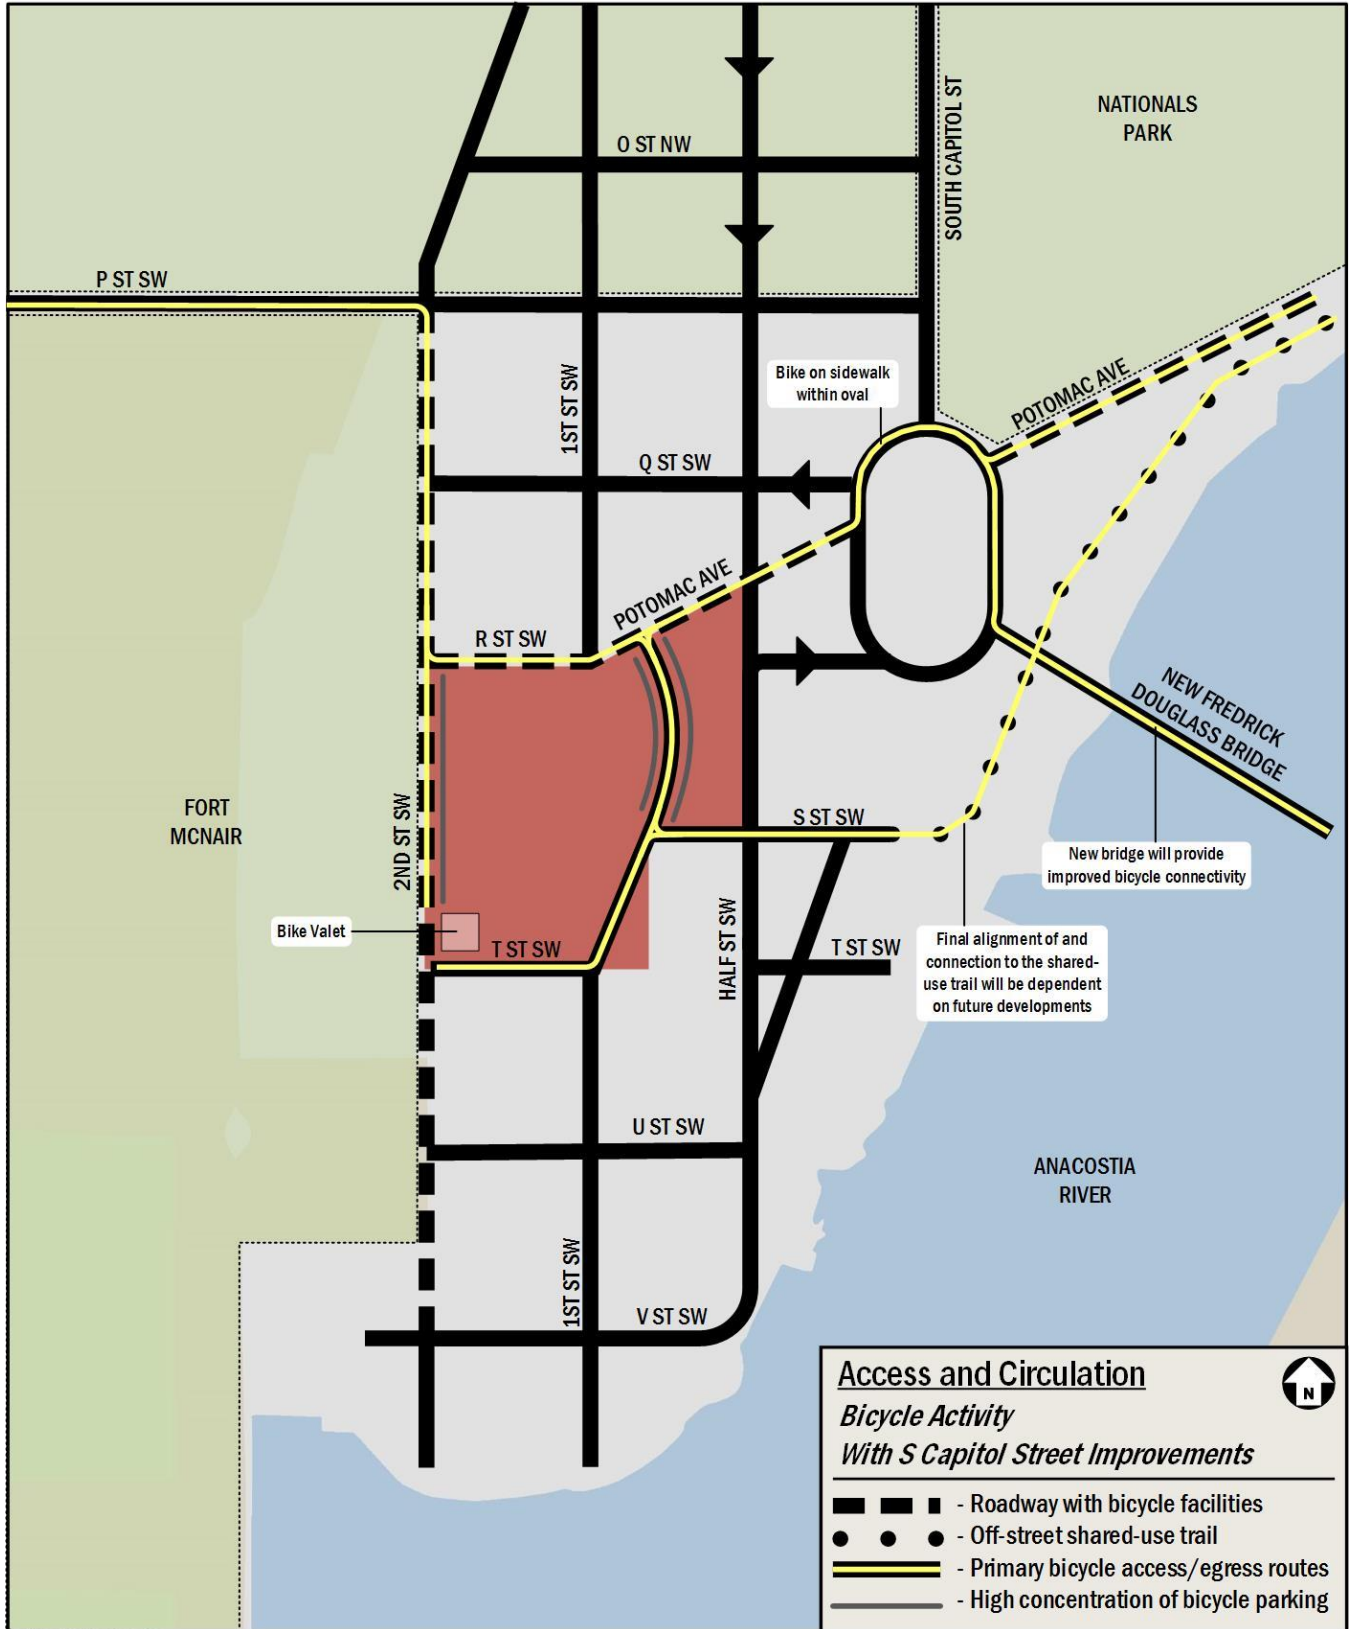 NATIONALS
PARK
SOUTH CAPITOL ST
O ST NW
P ST SW
1ST ST SW
Bike on sidewalk
within oval
POTOMAC AVE
Q ST SW
POTOMAC AVE
R ST SW
NEW FREDRICK
DOUGLASS BRIDGE
FORT
MCNAIR
2ND ST SW
S ST SW
New bridge will provide
improved bicycle connectivity
Bike Valet
T ST SW
HALF ST SW
T ST SW
Final alignment of and
connection to the shared-
use trail will be dependent
on future developments
U ST SW
ANACOSTIA
RIVER
1ST ST SW
V ST SW
Access and Circulation
N
Bicycle Activity
With S Capitol Street Improvements
- Roadway with bicycle facilities
- Off-street shared-use trail
- Primary bicycle access/egress routes
- High concentration of bicycle parking